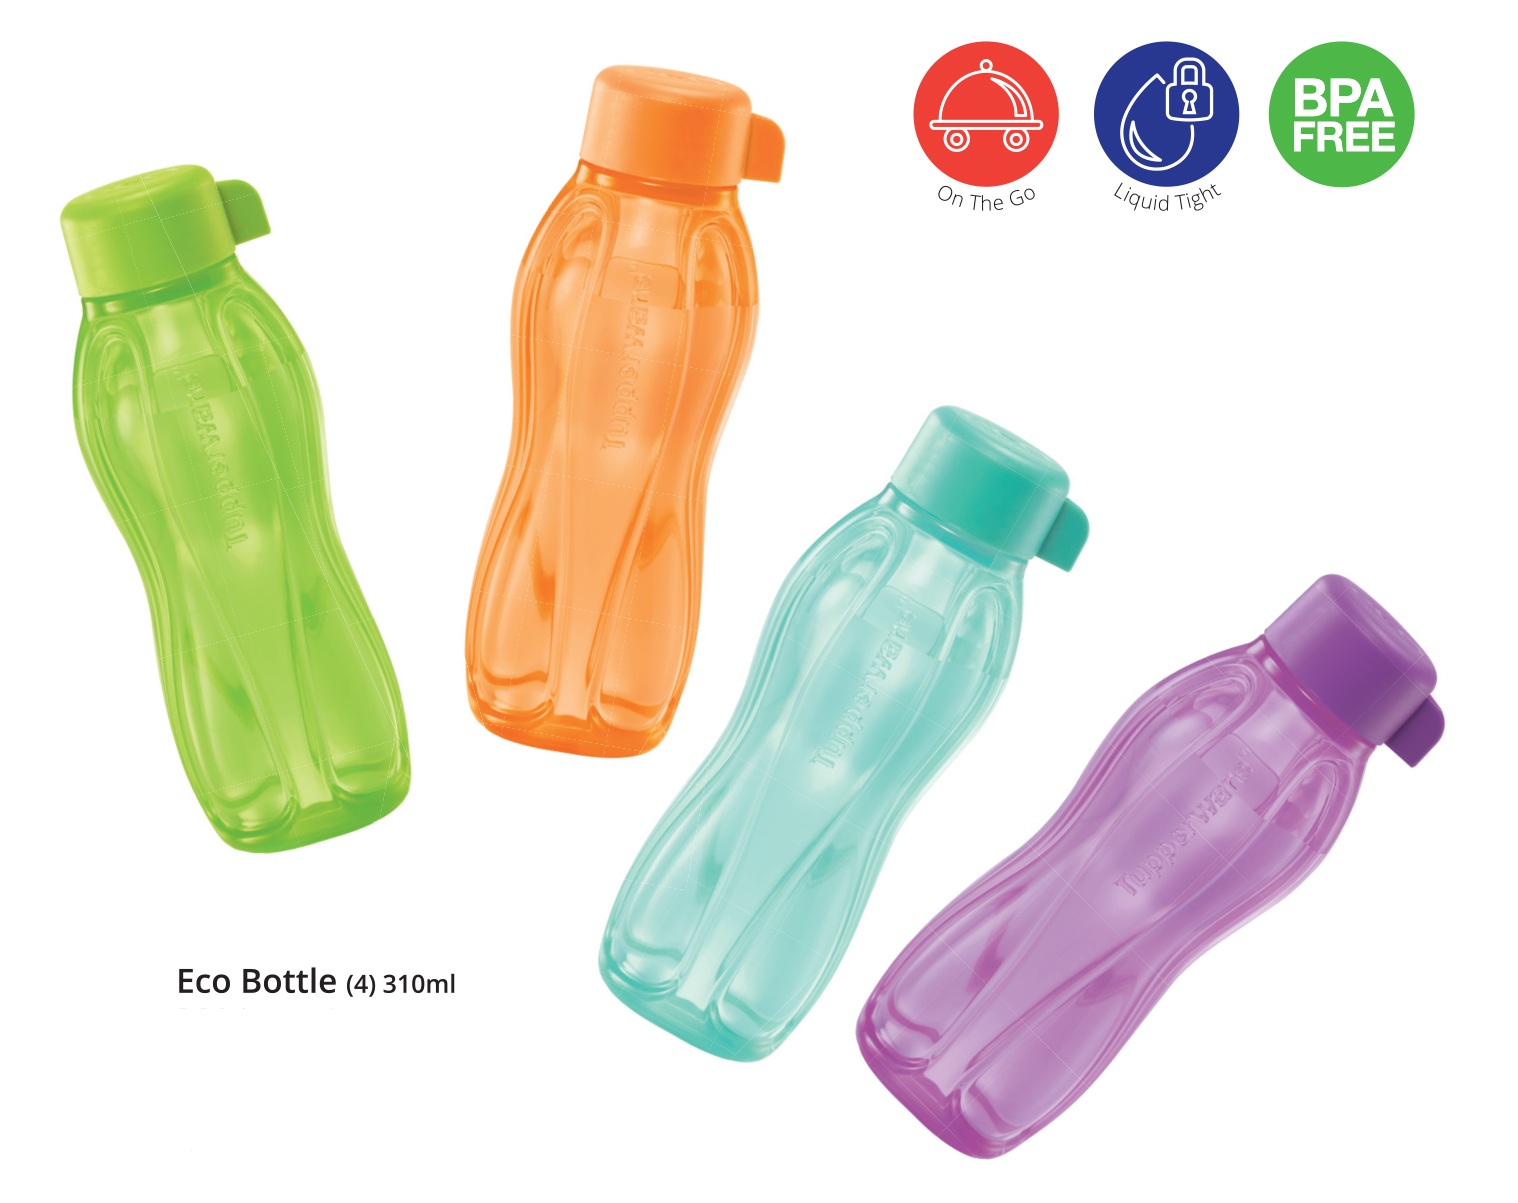 On The Go
Liquid Tight
BPA
FREE
Tupperware
Tupperware
Tupperware
Tupperware
Eco Bottle (4) 310ml